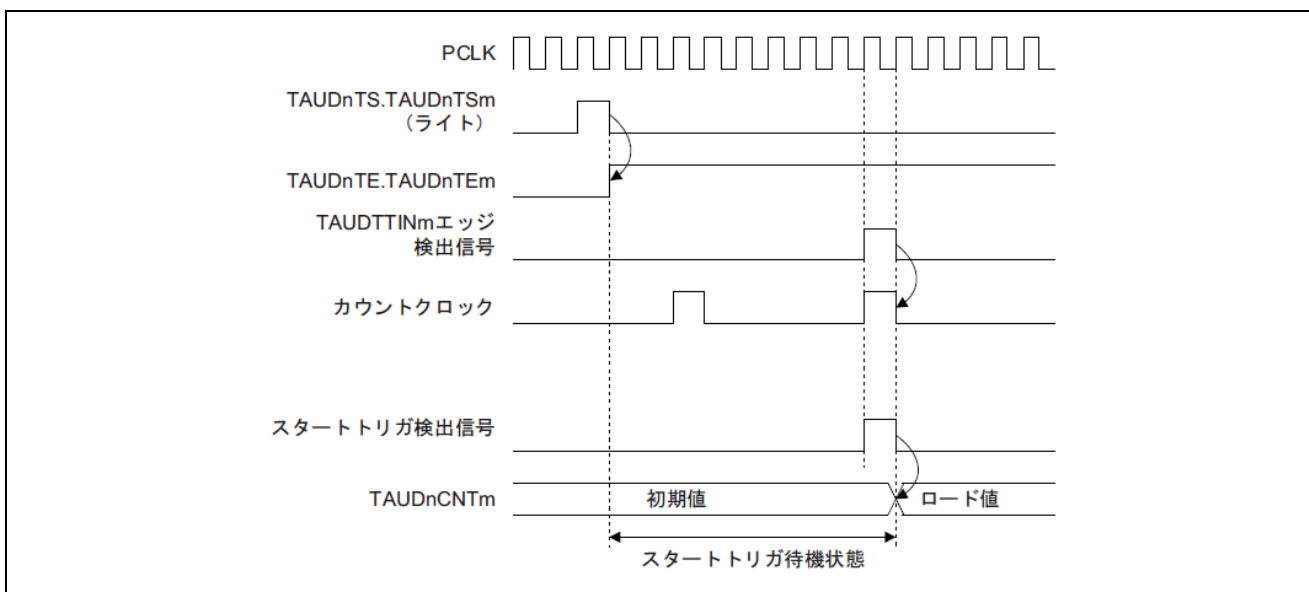 PCLK
TAUDnTS.TAUDnTSm
（ライト）
TAUDnTE.TAUDnTEm
TAUDTTINmエッジ
検出信号
カウントクロック
スタートトリガ検出信号
TAUDnCNTm
初期値
ロード値
スタートトリガ待機状態